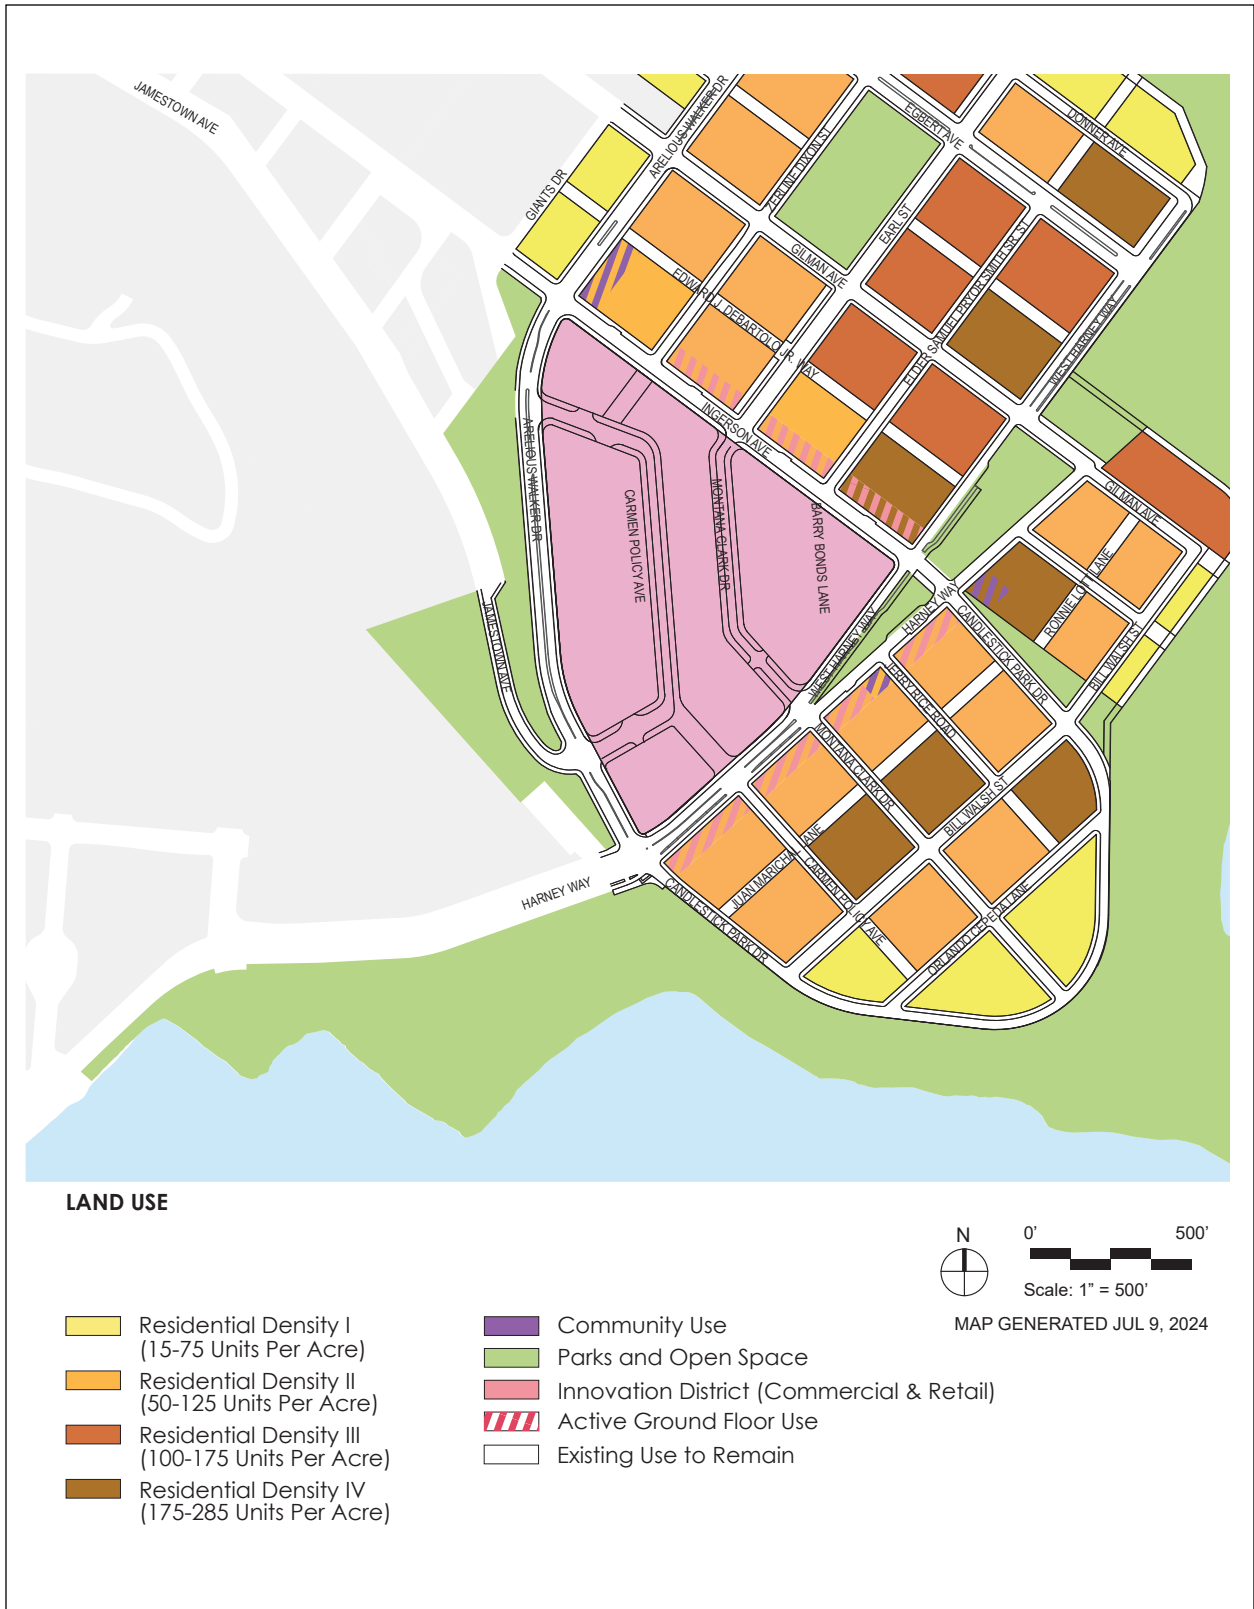 JAMESTOWN AVE
GIANTS DR
ARELIOUS WALKER DR
ZERLINE DIXON ST
EGBERT AVE
DONNER AVE
EARL ST
GILMAN AVE
EDWARD J. DEBARTOLO JR. WAY
ELDER SAMUEL PRYOR SMITH SR. ST
WEST HARNEY WAY
INGERSON AVE
ARELIOUS WALKER DR
CARMEN POLICY AVE
MONTANA CLARK DR
BARRY BONDS LANE
GILMAN AVE
RONNIE LOTT LANE
HARNEY WAY
CANDLESTICK PARK DR
BILL WALSH ST
WEST HARNEY WAY
JAMESTOWN AVE
JERRY RICE ROAD
MONTANA CLARK DR
BILL WALSH ST
JUAN MARICHAL LANE
CARMEN POLICY AVE
ORLANDO CEPEDA LANE
HARNEY WAY
CANDLESTICK PARK DR
LAND USE
N
0’ 500’
Scale: 1” = 500’
MAP GENERATED JUL 9, 2024
Residential Density I
(15-75 Units Per Acre)
Residential Density II
(50-125 Units Per Acre)
Residential Density III
(100-175 Units Per Acre)
Residential Density IV
(175-285 Units Per Acre)
Community Use
Parks and Open Space
Innovation District (Commercial & Retail)
Active Ground Floor Use
Existing Use to Remain